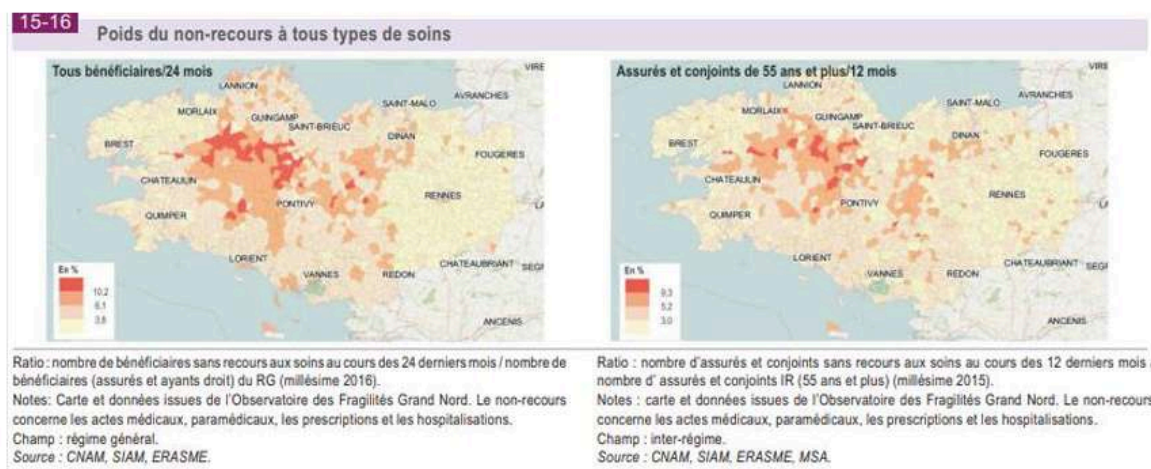 15-16
Poids du non-recours à tous types de soins
Tous bénéficiaires/24 mois
VIRE
LANNION
AVRANCHES
MORLAIX
SAINT-MALO
GUINGAMP
SAINT-BRIEUC
DINAN
BREST
FOUGERES
CHATEAULIN
RENNES
PONTIVY
QUIMPER
LORIENT
CHATEAUBRIANT
SEGR
VANNES
REDON
En %
10,2
6,1
3,8
ANCENIS
Assurés et conjoints de 55 ans et plus/12 mois
VIRE
LANNION
AVRANCHES
MORLAIX
SAINT-MALO
GUINGAMP
SAINT-BRIEUC
DINAN
BREST
FOUGERES
CHATEAULIN
RENNES
PONTIVY
QUIMPER
LORIENT
CHATEAUBRIANT
SEGF
VANNES
REDON
En %
9,3
5,2
3,0
ANCENIS
Ratio : nombre de bénéficiaires sans recours aux soins au cours des 24 derniers mois / nombre de
bénéficiaires (assurés et ayants droit) du RG (millésime 2016).
Notes: Carte et données issues de l'Observatoire des Fragilités Grand Nord. Le non-recours
concerne les actes médicaux, paramédicaux, les prescriptions et les hospitalisations.
Champ : régime général.
Source : CNAM, SIAM, ERASME.
Ratio : nombre d'assurés et conjoints sans recours aux soins au cours des 12 derniers mois /
nombre d' assurés et conjoints IR (55 ans et plus) (millésime 2015).
Notes : carte et données issues de l'Observatoire des Fragilités Grand Nord. Le non-recours
concerne les actes médicaux, paramédicaux, les prescriptions et les hospitalisations.
Champ : inter-régime.
Source : CNAM, SIAM, ERASME, MSA.